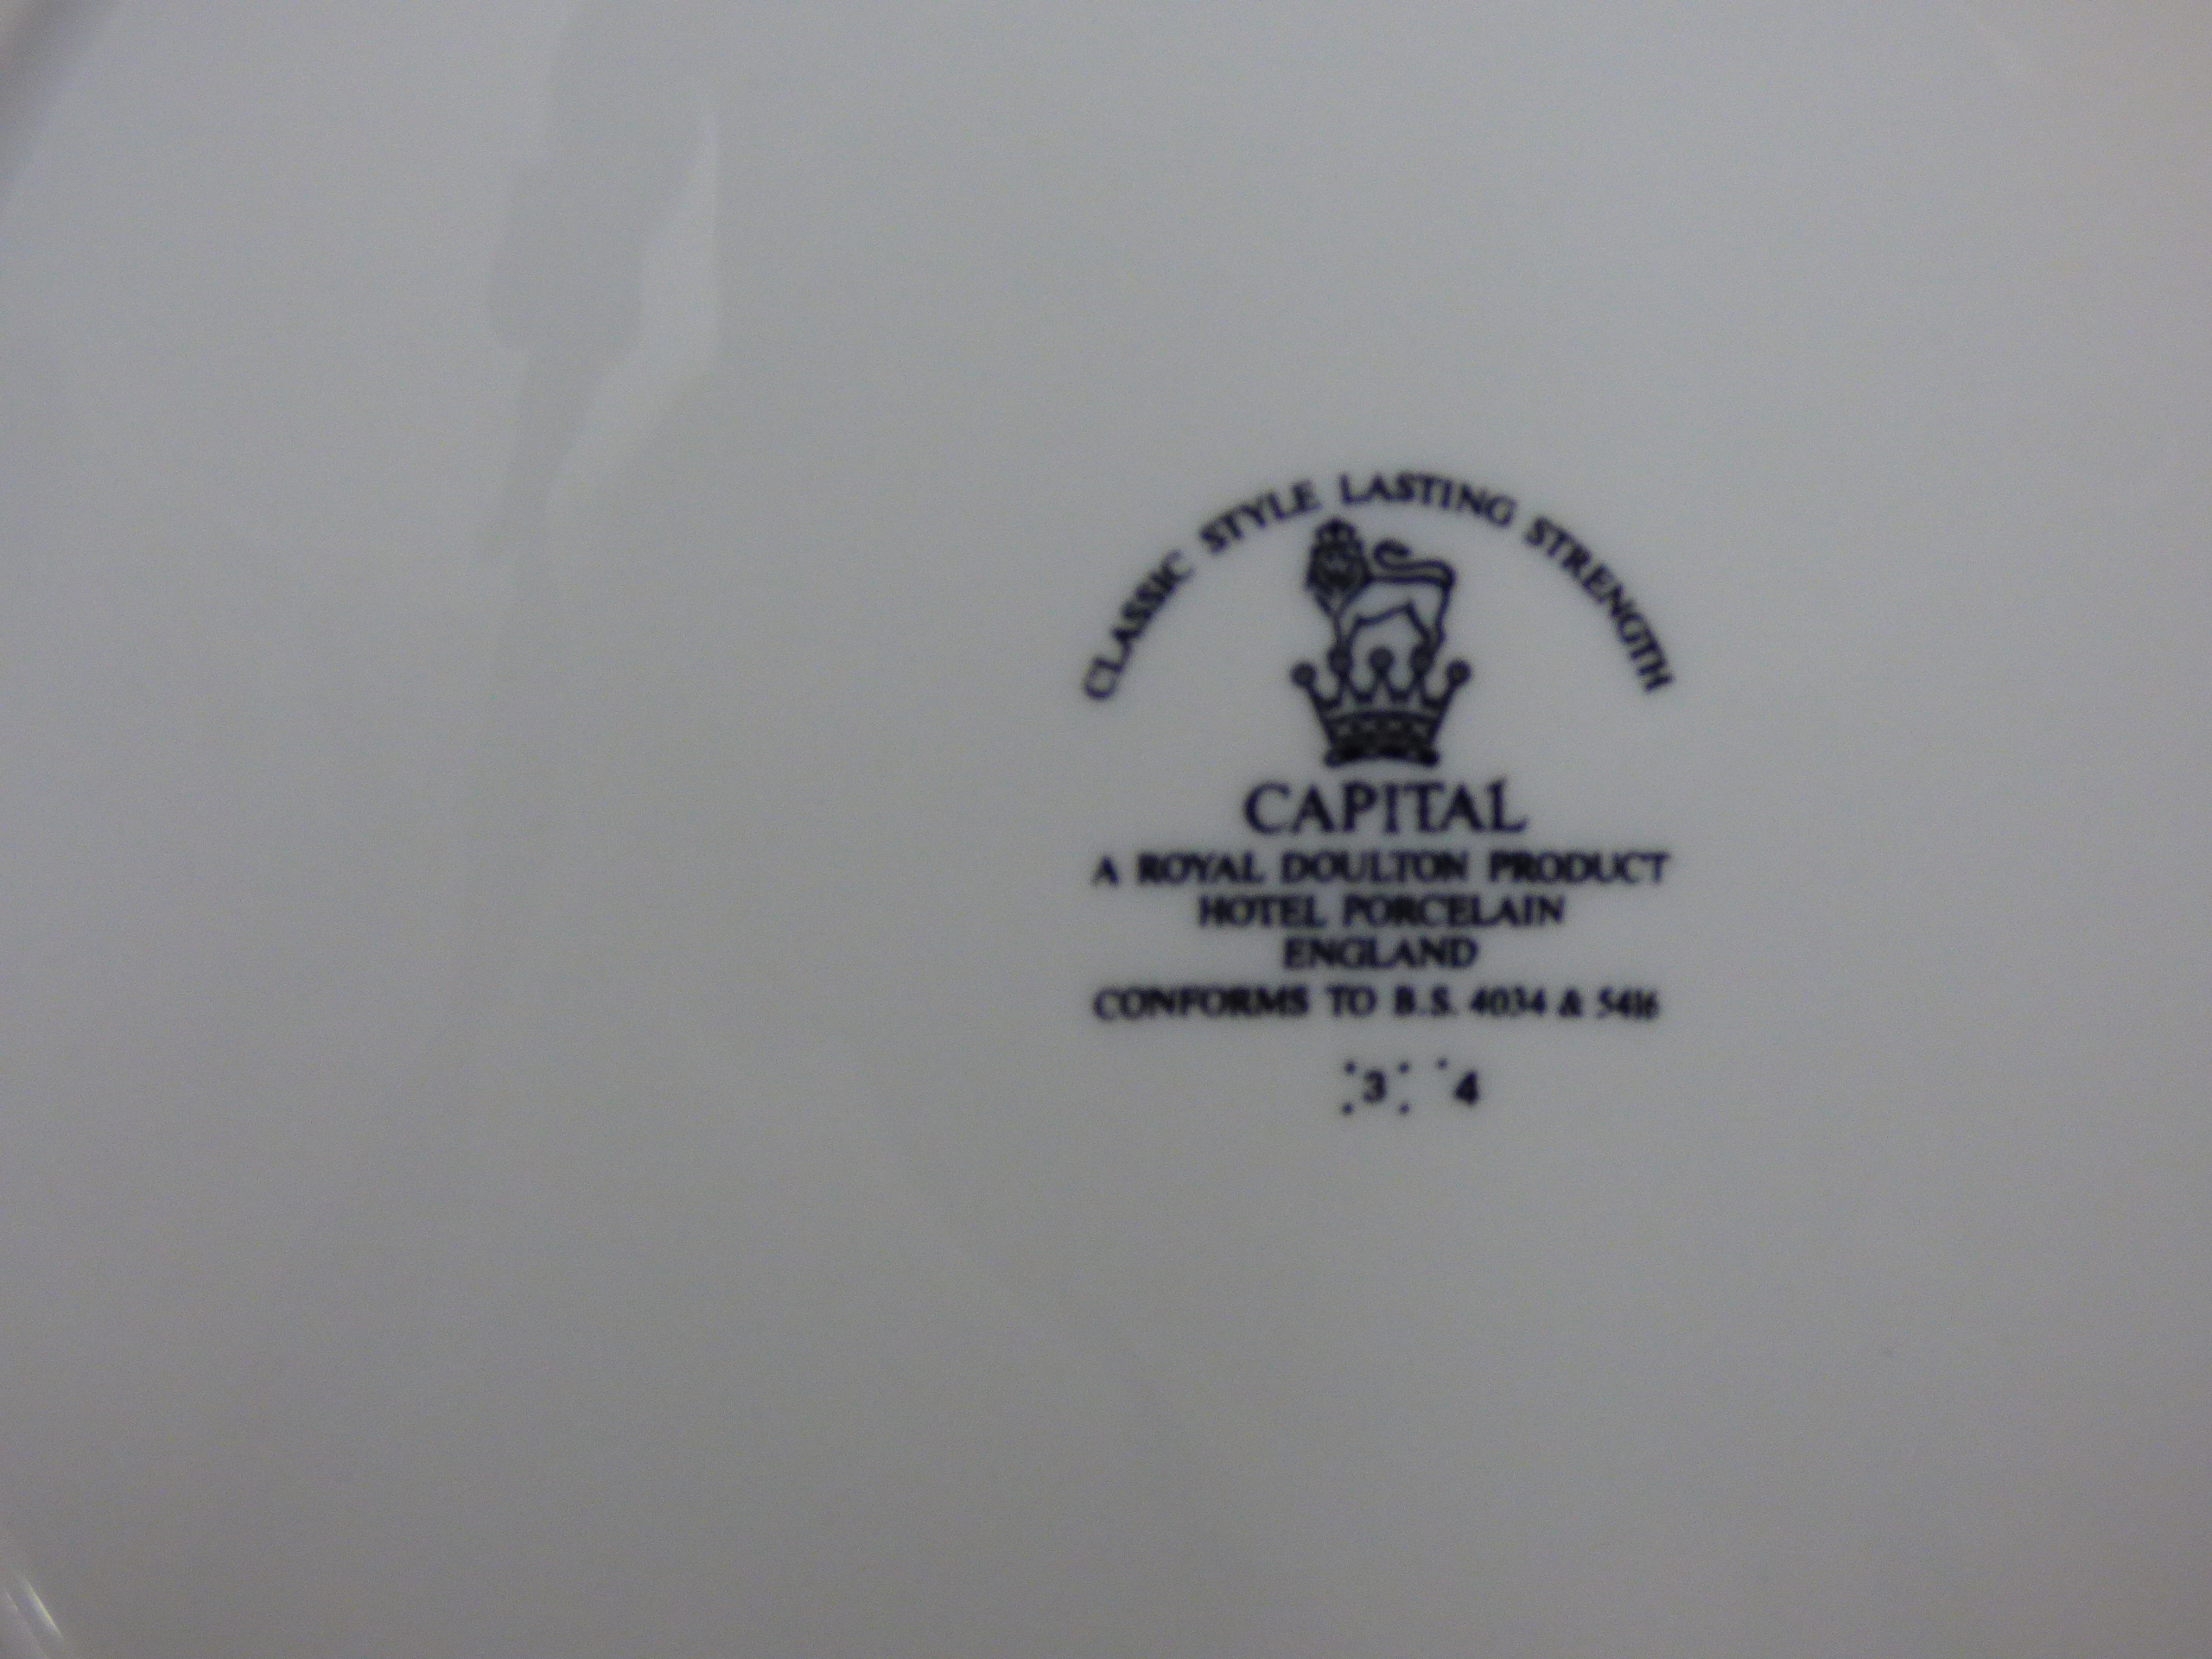 CLASSIC STYLE LASTING STRENGTH
CAPITAL
A ROYAL DOULTON PRODUCT
HOTEL PORCELAIN
ENGLAND
CONFORMS TO B.S. 4034 & 5416
3 4